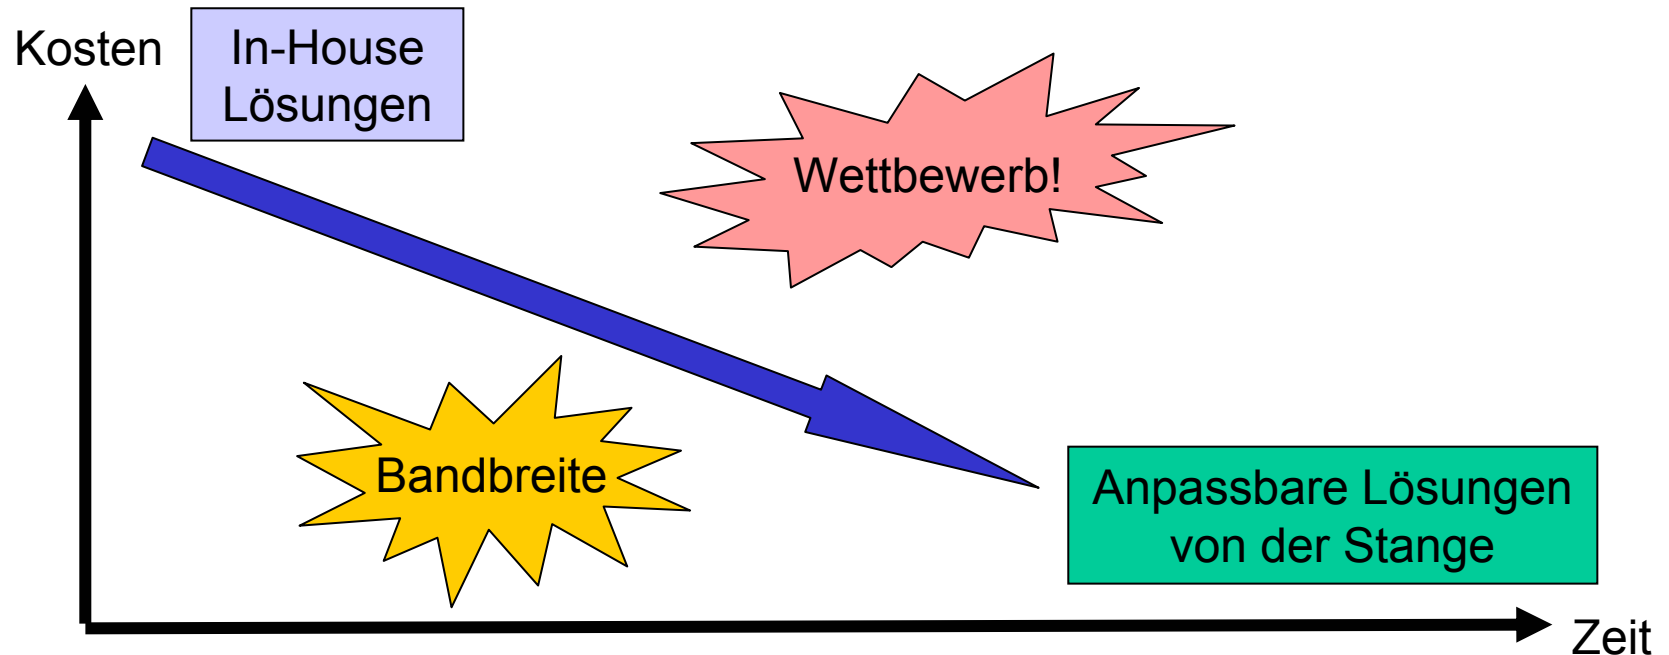 Kosten
In-House
Lösungen
Wettbewerb!
Bandbreite
Anpassbare Lösungen
von der Stange
Zeit